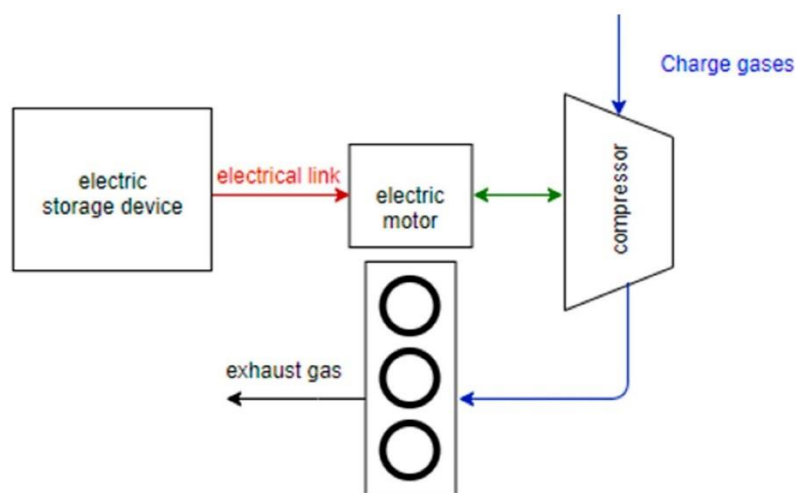 Charge gases
electric
storage device
electrical link
electric
motor
compressor
exhaust gas